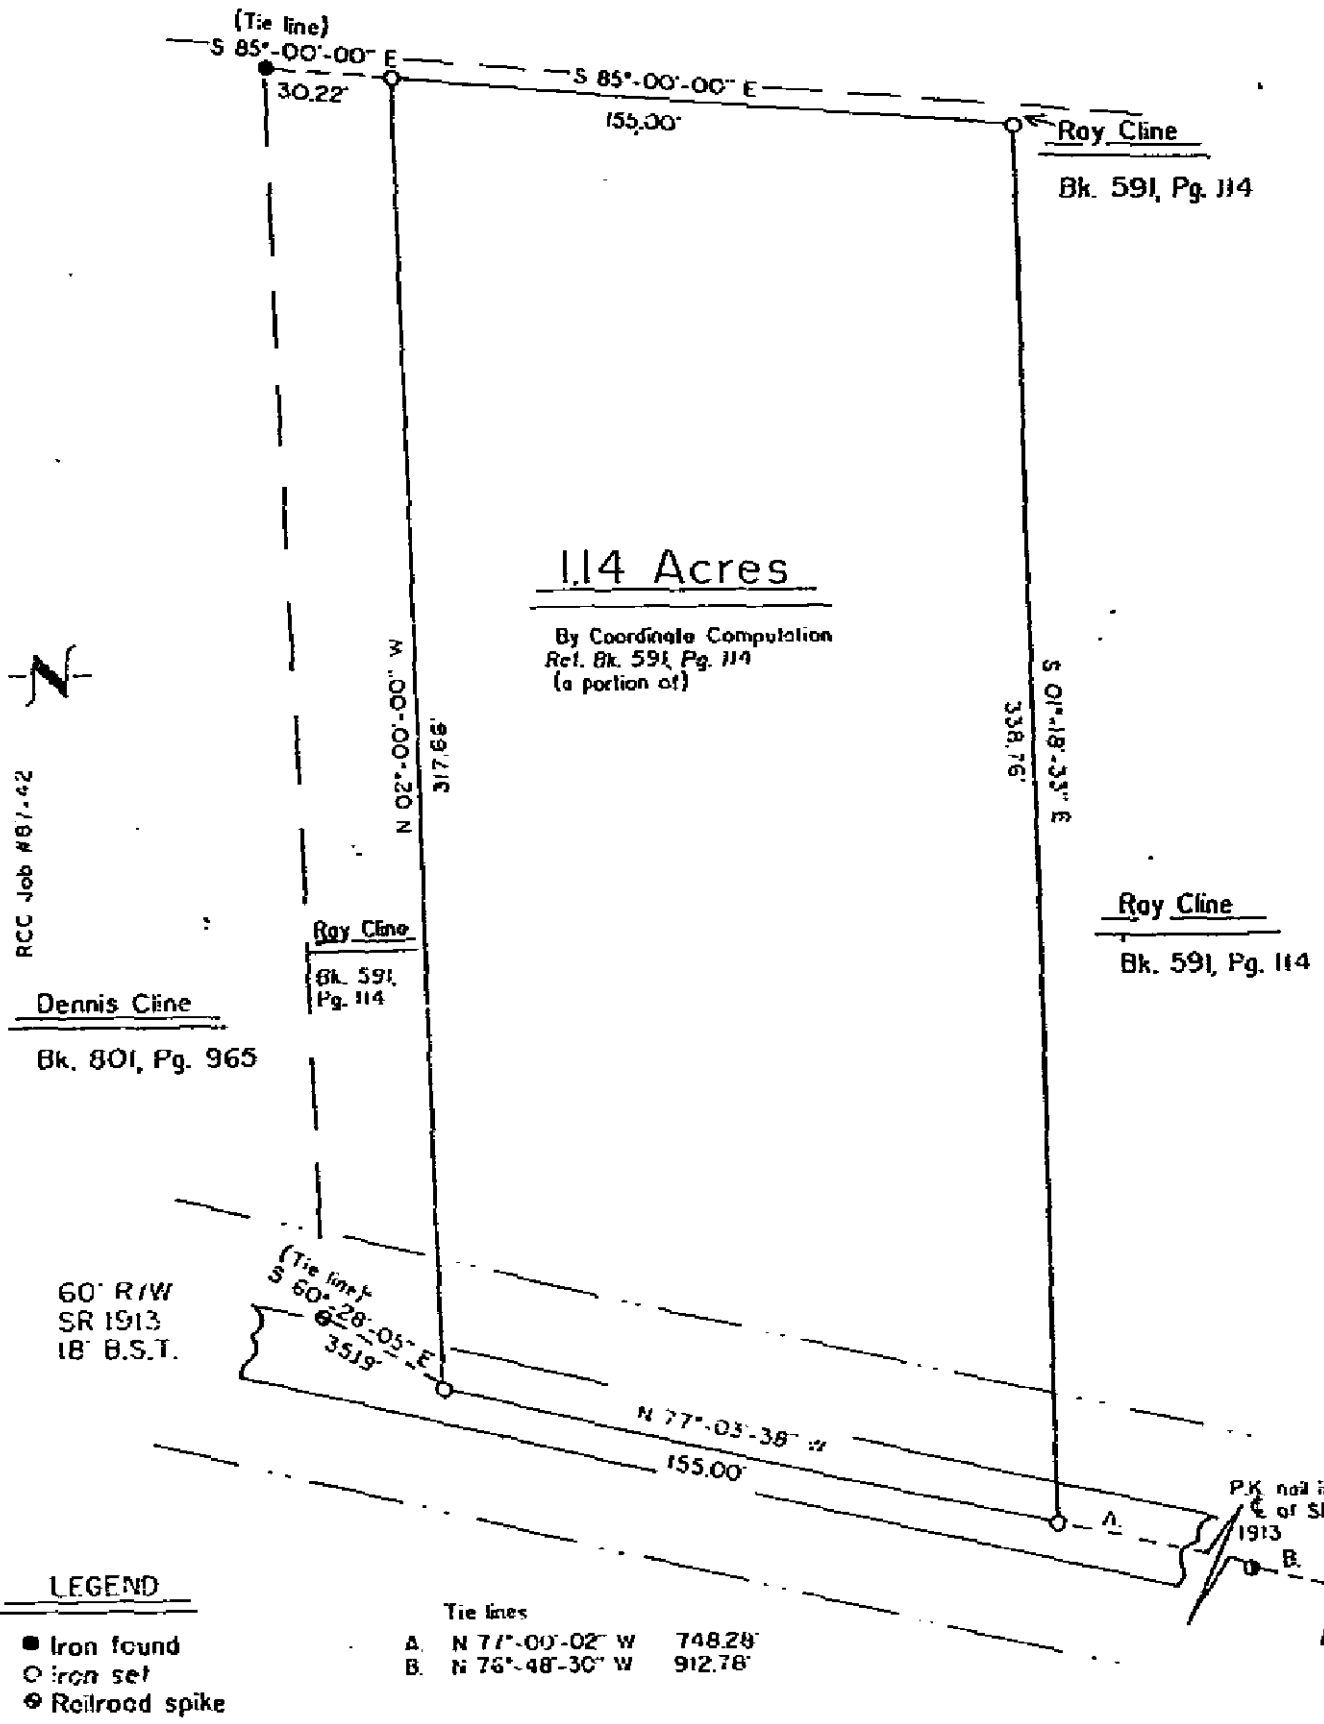 (Tie line)
S 85°-00'-00" E
30.22'
S 85°-00'-00" E
155.00'
Roy Cline
Bk. 591, Pg. 114
1.14 Acres
By Coordinate Computation
Ref. Bk. 591, Pg. 114
(a portion of)
N 02°-00'-00" W
317.66'
S 01°-18'-33" E
338.76'
N
RCC Job #87-42
Roy Cline
Bk. 591,
Pg. 114
Roy Cline
Bk. 591, Pg. 114
Dennis Cline
Bk. 801, Pg. 965
60' R/W
SR 1913
18' B.S.T.
(Tie line)
S 60°-28'-05" E
35.19'
N 77°-03'-38" W
155.00'
A.
P.K. nail
℄ of
1913
B.
LEGEND
Iron found
Iron set
Railroad spike
Tie lines
A. N 77°-00'-02" W 748.28'
B. N 76°-48'-30" W 912.78'